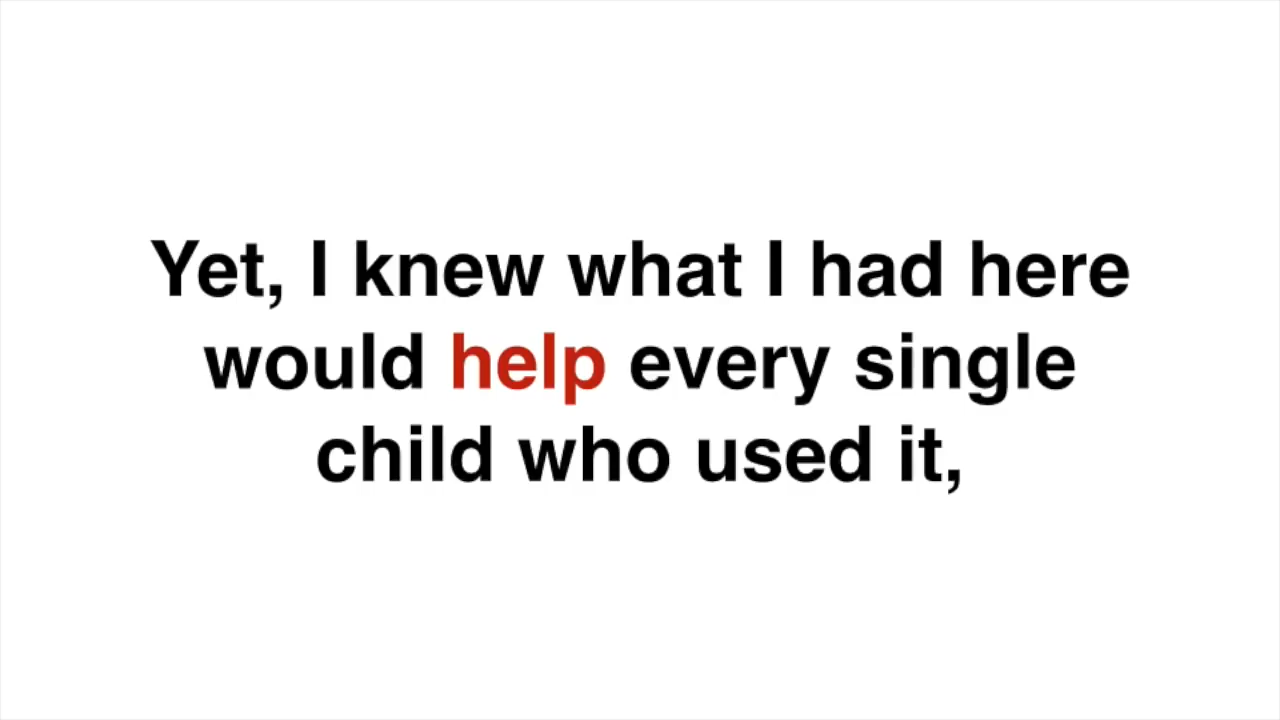 Yet, I knew what I had here
would help every single
child who used it,